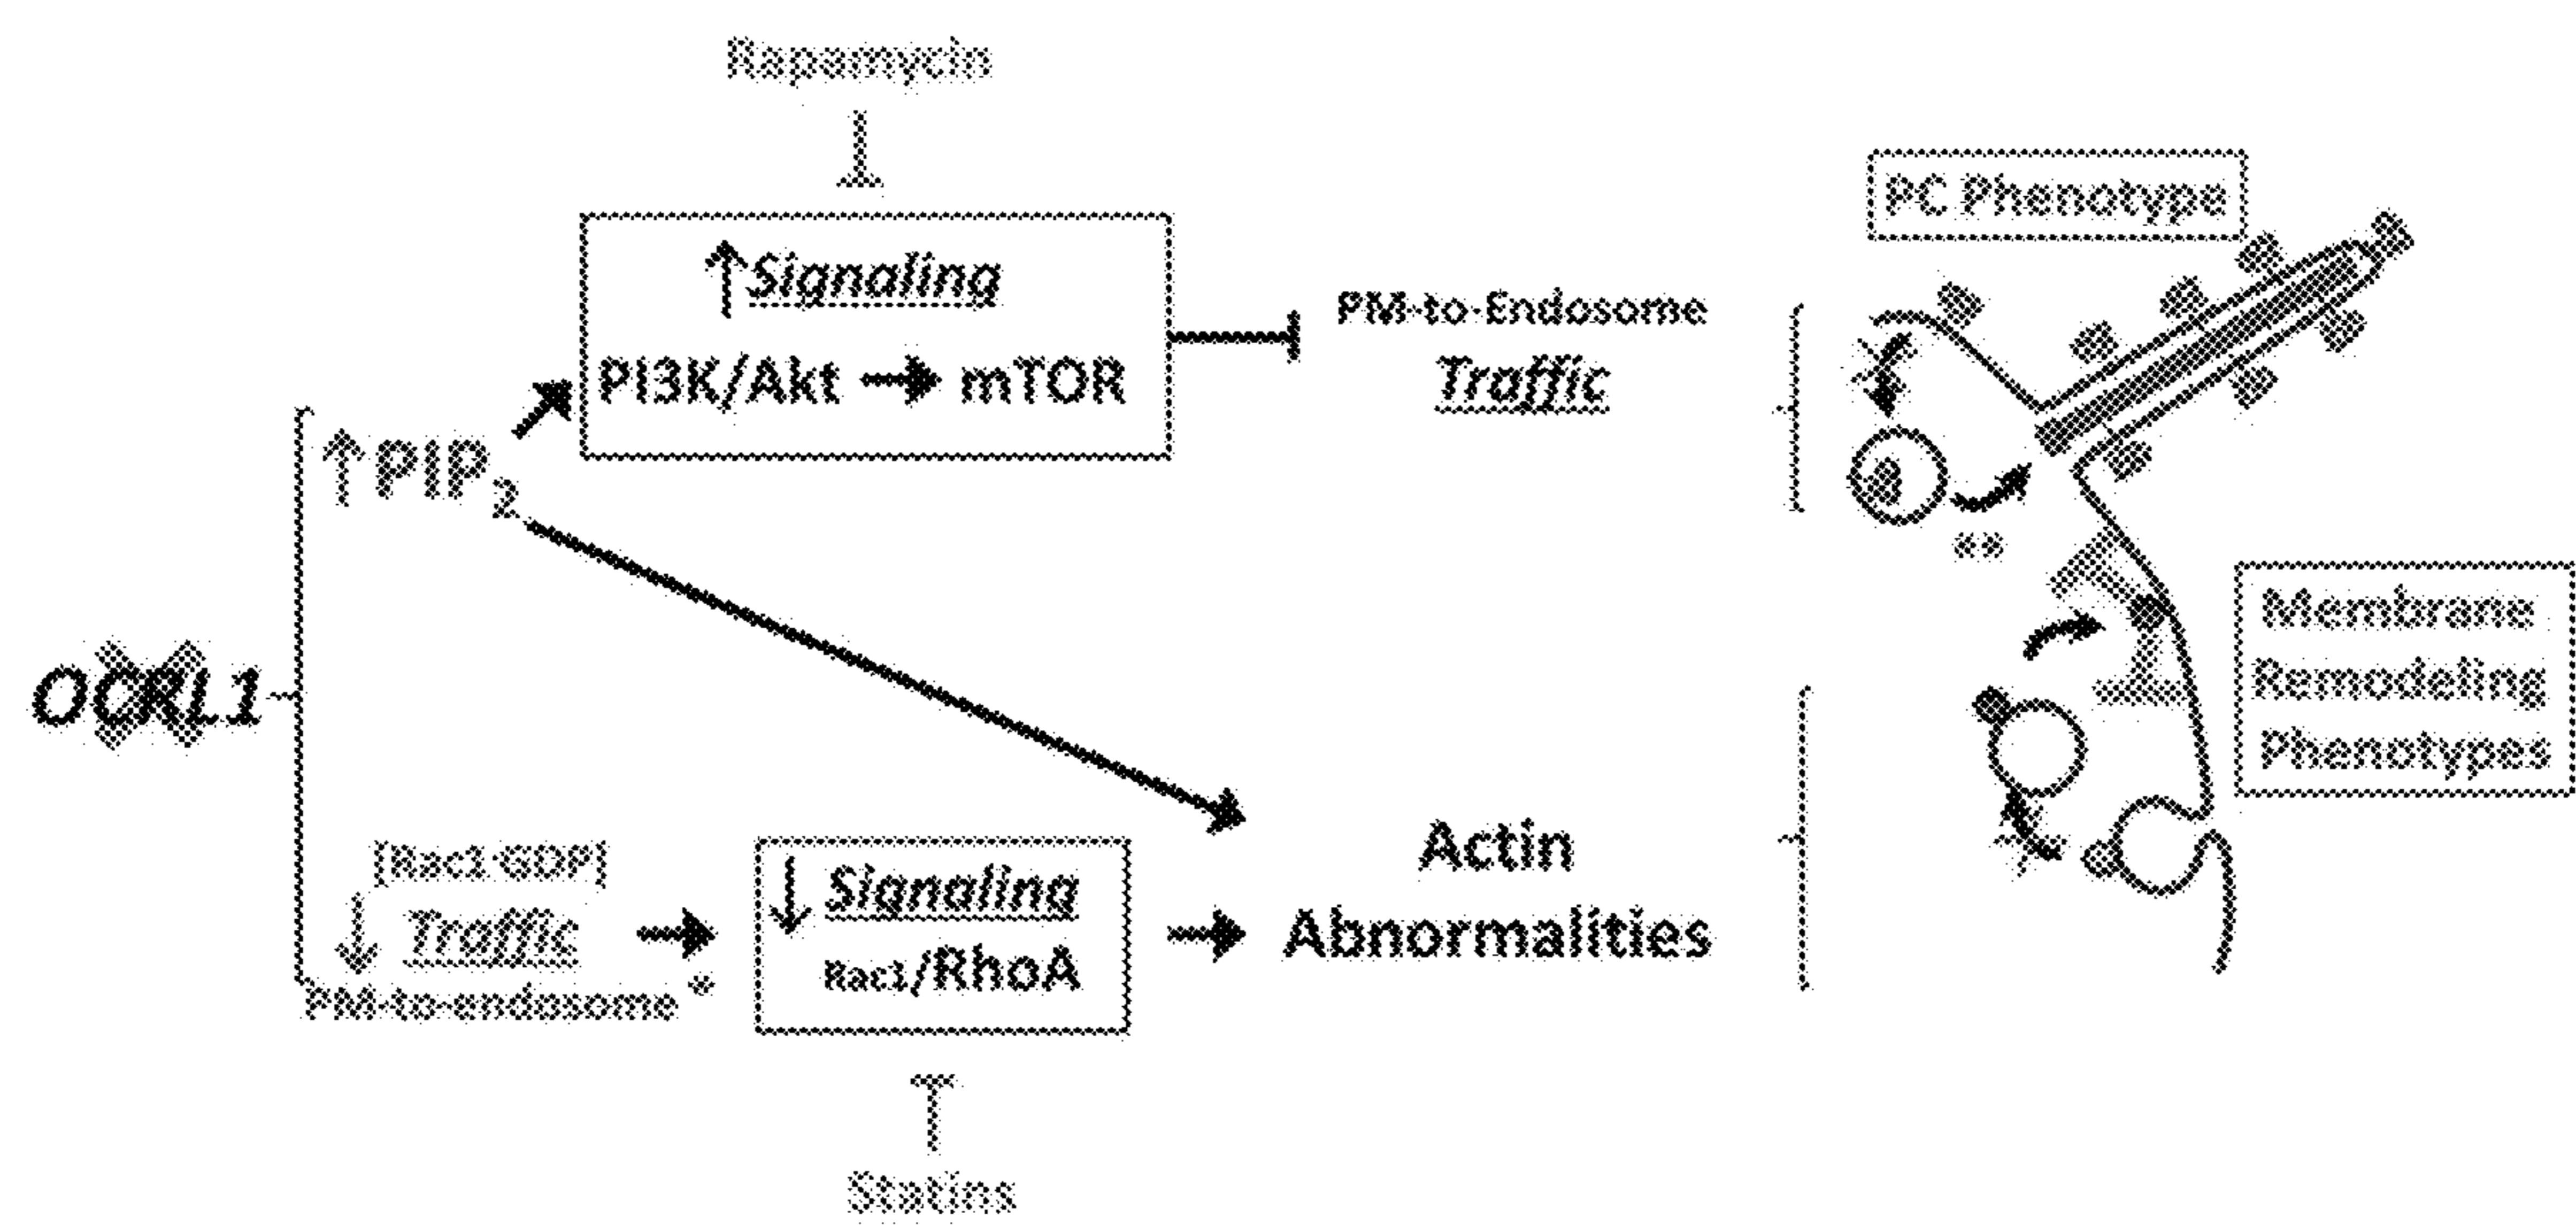 Rapamycin
↑Signaling
PI3K/Akt → mTOR
PM-to-Endosome
Traffic
PC Phenotype
↑PIP2
**
OCRL1
Membrane
Remodeling
Phenotypes
[Rac1·GDP]
↓ Traffic
PM-to-endosome *
↓ Signaling
Rac1/RhoA
Actin
Abnormalities
Statins